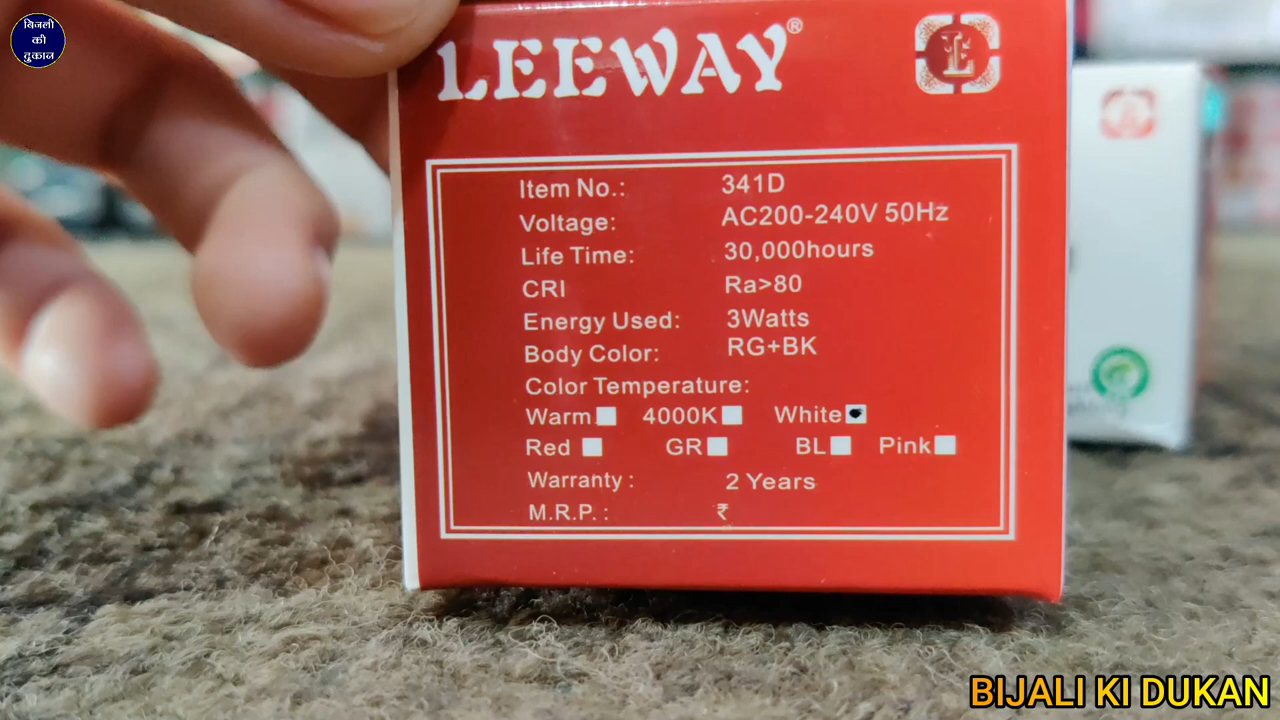 बिजली
की
दुकान
LEEWAY®
LE
Item No.: 341D
Voltage: AC200-240V 50Hz
Life Time: 30,000hours
CRI Ra>80
Energy Used: 3Watts
Body Color: RG+BK
Color Temperature:
Warm 4000K White
Red GR BL Pink
Warranty : 2 Years
M.R.P. : ₹
BIJALI KI DUKAN